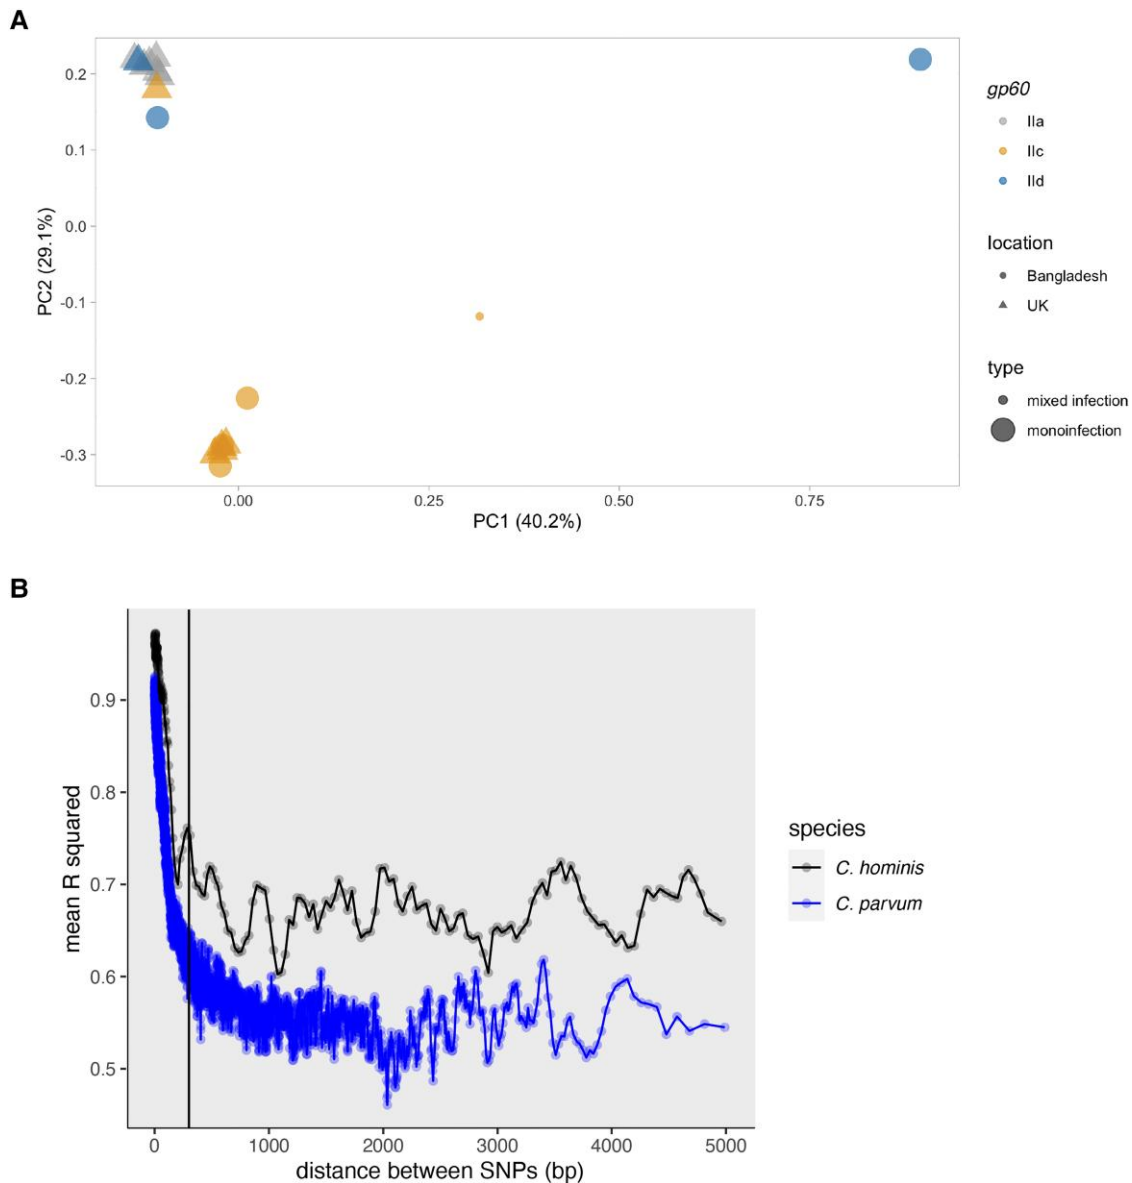 A
0.2
0.1
0.0
-0.1
-0.2
-0.3
PC2 (29.1%)
0.00
0.25
0.50
0.75
PC1 (40.2%)
gp60
IIa
IIc
IId
location
Bangladesh
UK
type
mixed infection
monoinfection
B
0.9
0.8
0.7
0.6
0.5
mean R squared
0
1000
2000
3000
4000
5000
distance between SNPs (bp)
species
C. hominis
C. parvum